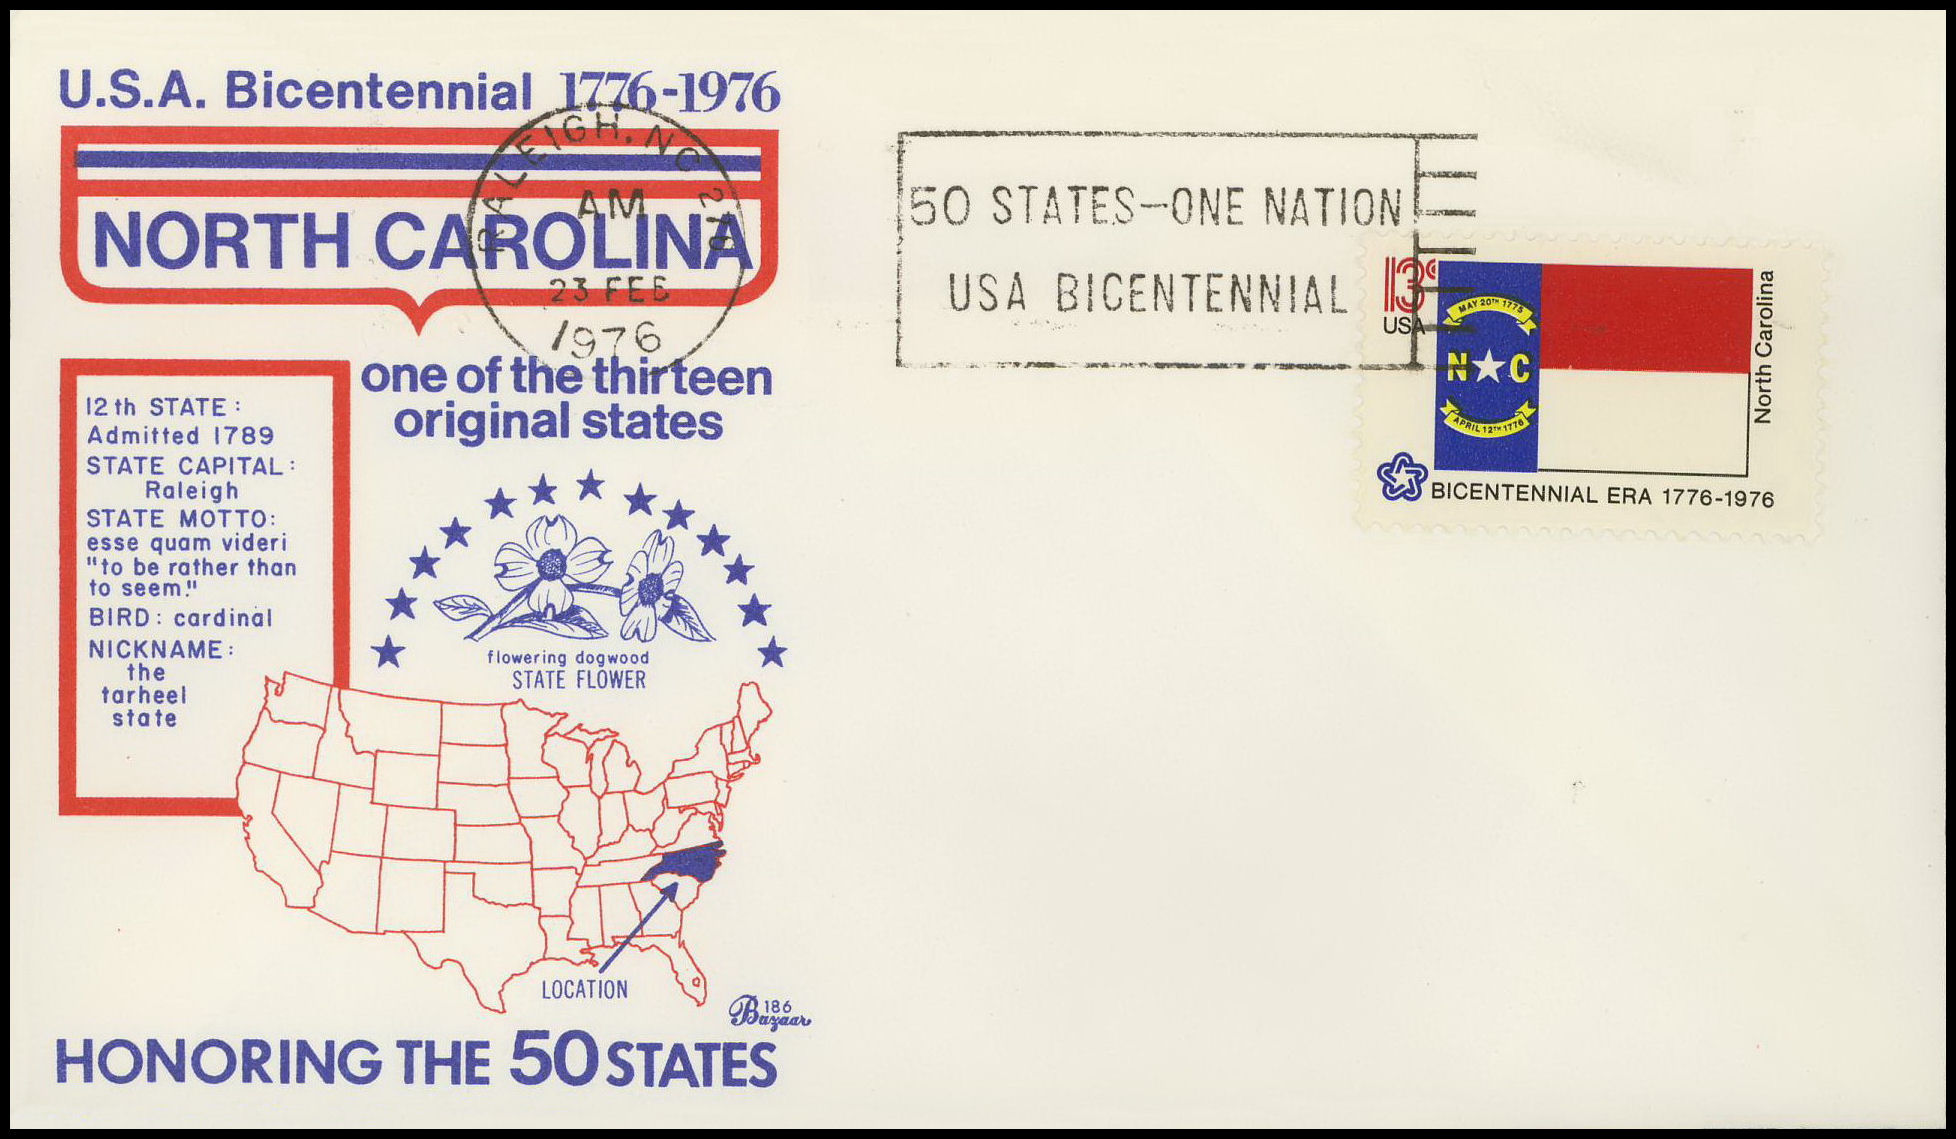 U.S.A. Bicentennial 1776-1976
NORTH CAROLINA
RALEIGH, NC 276
AM
23 FEB
1976
one of the thirteen
original states
12th STATE:
Admitted 1789
STATE CAPITAL:
Raleigh
STATE MOTTO:
esse quam videri
"to be rather than
to seem."
BIRD: cardinal
NICKNAME:
the
tarheel
state
flowering dogwood
STATE FLOWER
LOCATION
186
Bazaar
HONORING THE 50 STATES
50 STATES-ONE NATION
USA BICENTENNIAL
13c
USA
MAY 20TH 1775
N C
APRIL 12TH 1776
North Carolina
BICENTENNIAL ERA 1776-1976